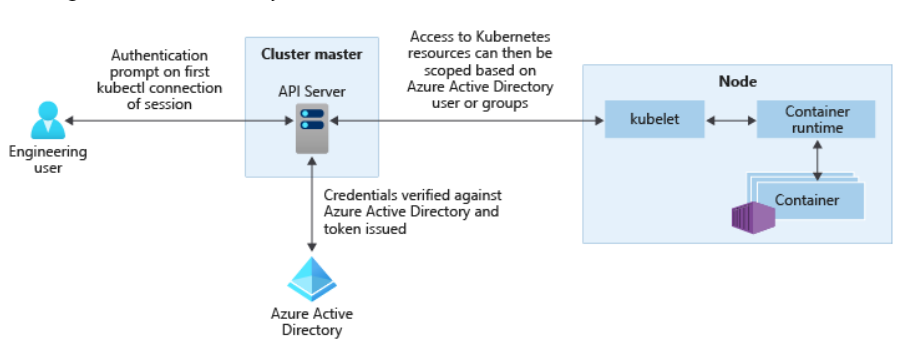 Authentication
prompt on first
kubectl connection
of session
Engineering
user
Cluster master
API Server
Access to Kubernetes
resources can then be
scoped based on
Azure Active Directory
user or groups
Credentials verified against
Azure Active Directory and
token issued
Azure Active
Directory
Node
kubelet
Container
runtime
Container